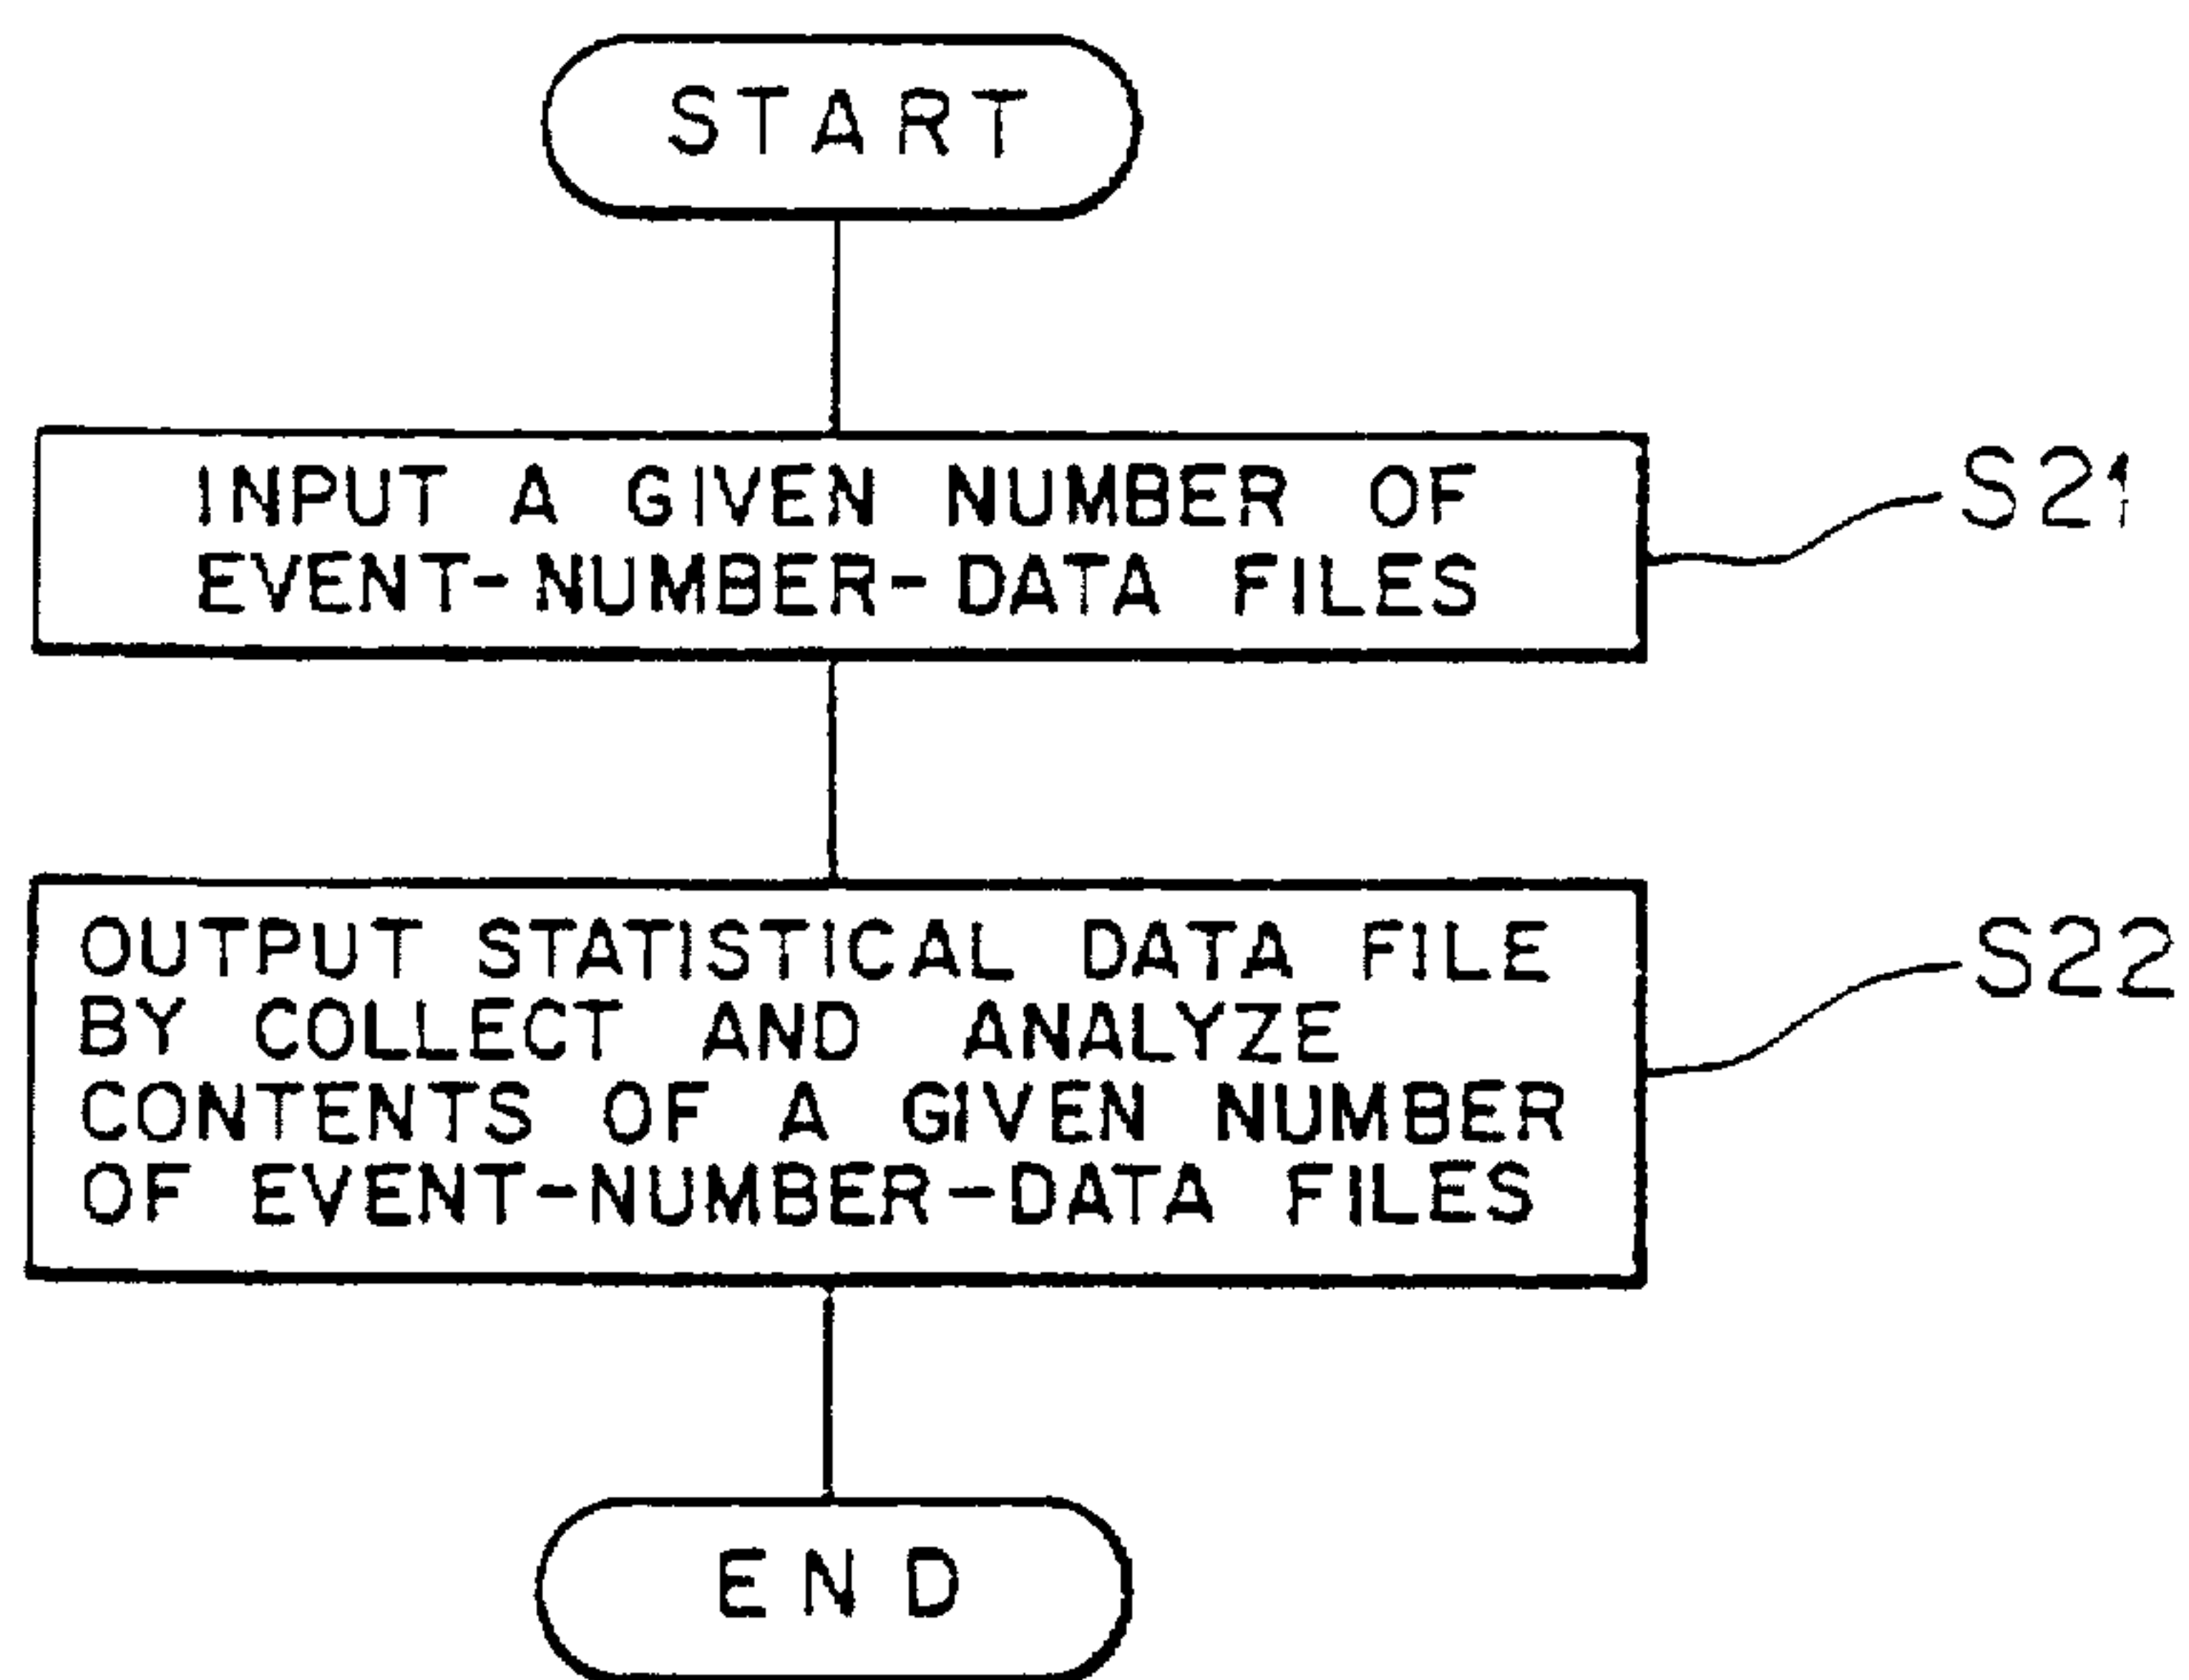 START
INPUT A GIVEN NUMBER OF
EVENT-NUMBER-DATA FILES
S21
OUTPUT STATISTICAL DATA FILE
BY COLLECT AND ANALYZE
CONTENTS OF A GIVEN NUMBER
OF EVENT-NUMBER-DATA FILES
S22
END